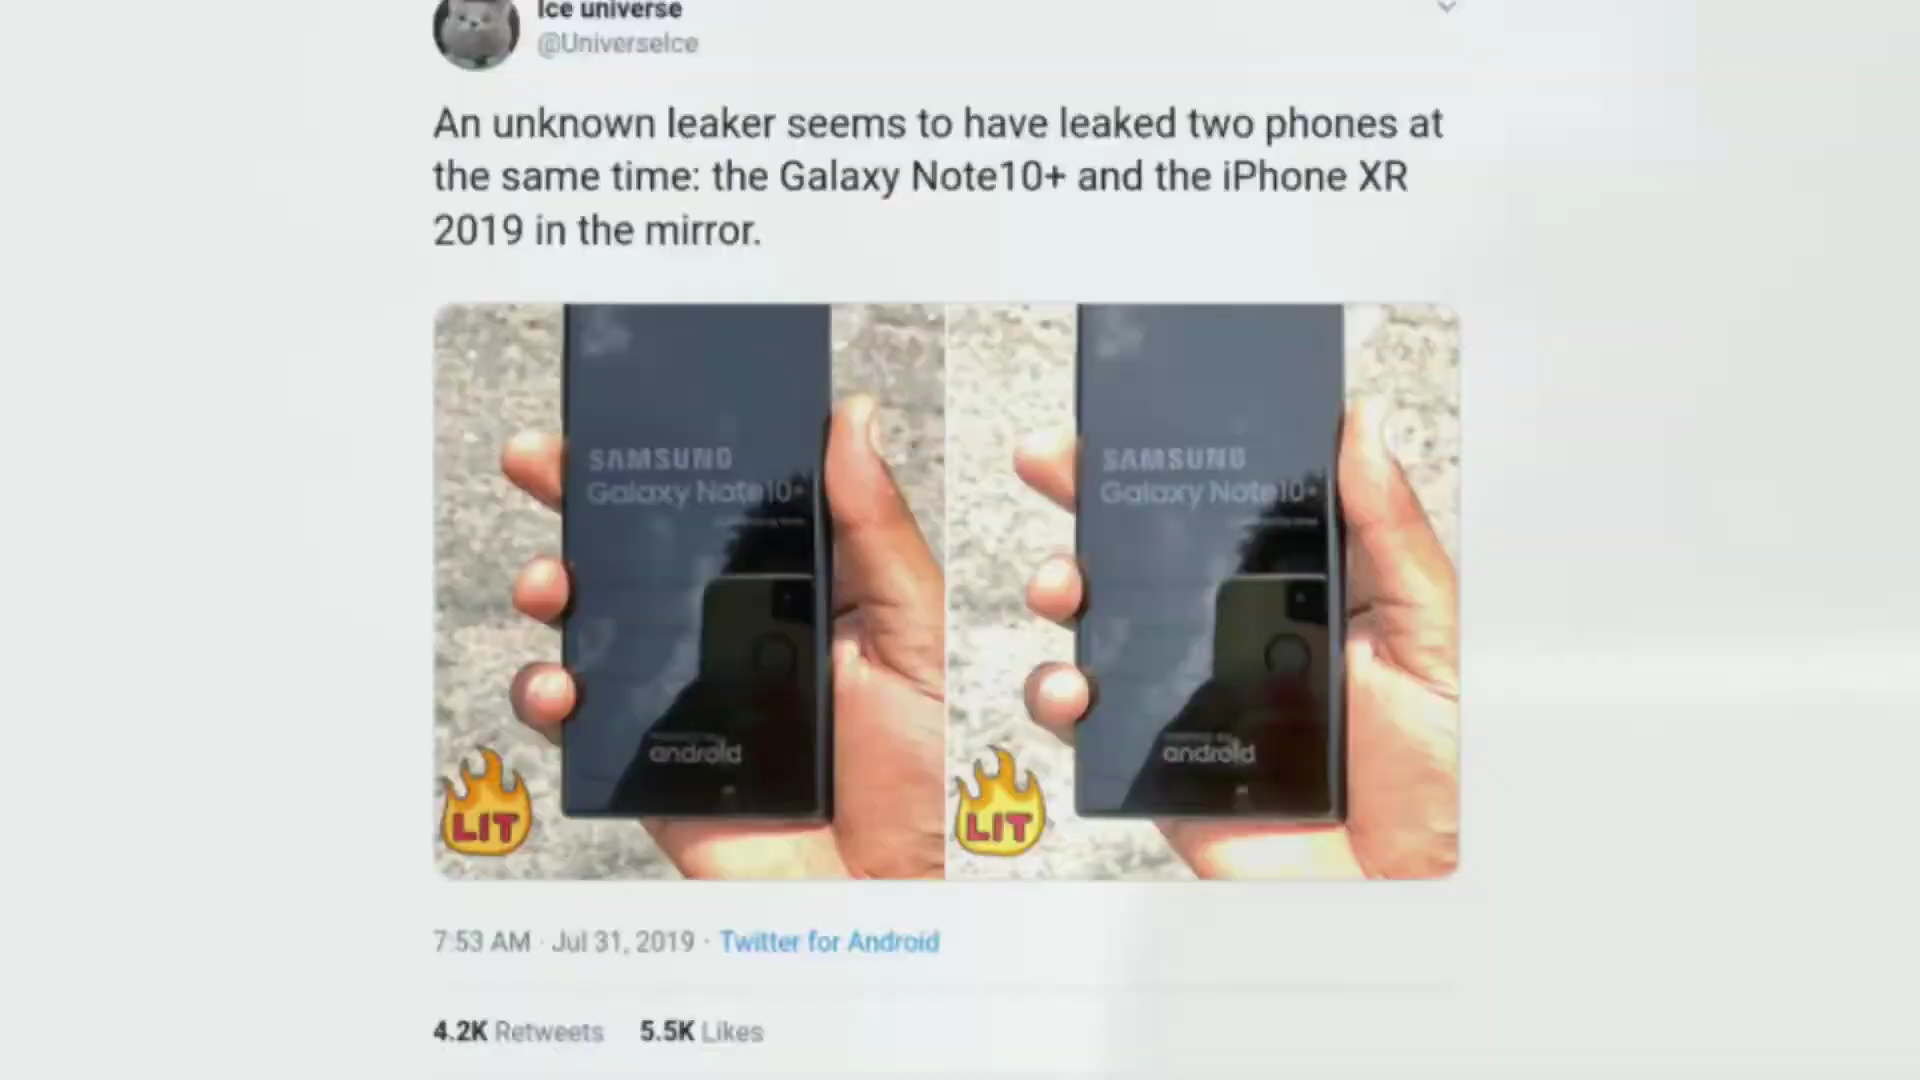 Ice universe
@UniverseIce
An unknown leaker seems to have leaked two phones at
the same time: the Galaxy Note10+ and the iPhone XR
2019 in the mirror.
SAMSUNG
Galaxy Note10+
android
LIT
SAMSUNG
Galaxy Note10+
android
LIT
7:53 AM · Jul 31, 2019 · Twitter for Android
4.2K Retweets 5.5K Likes